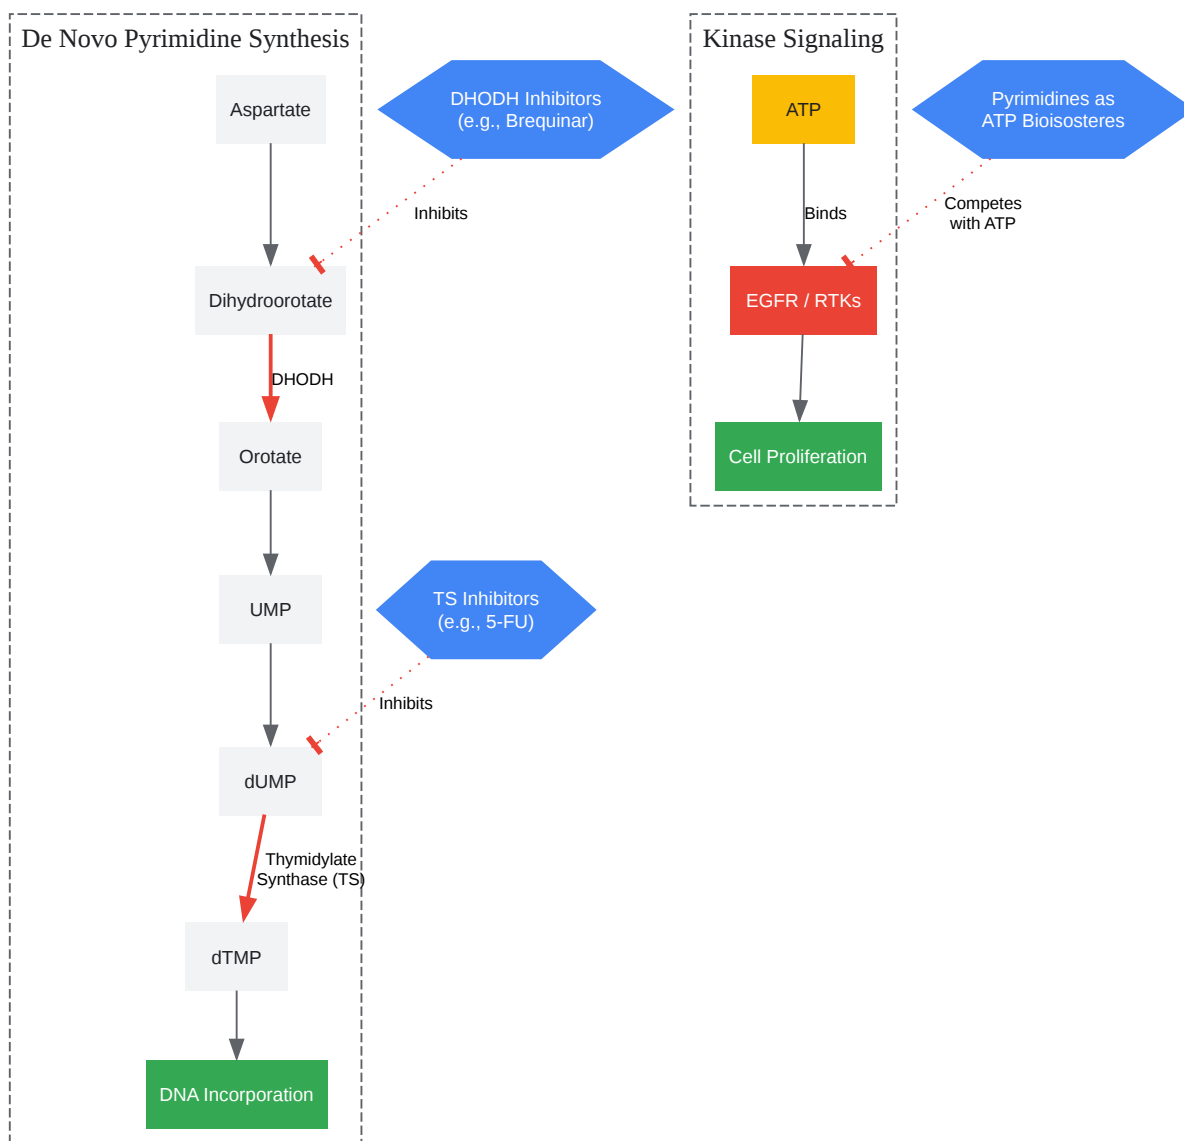 De Novo Pyrimidine Synthesis
Aspartate
DHODH Inhibitors
(e.g., Brequinar)
Inhibits
Dihydroorotate
DHODH
Orotate
UMP
TS Inhibitors
(e.g., 5-FU)
Inhibits
dUMP
Thymidylate
Synthase (TS)
dTMP
DNA Incorporation
Kinase Signaling
ATP
Pyrimidines as
ATP Bioisosteres
Binds
Competes
with ATP
EGFR / RTKs
Cell Proliferation